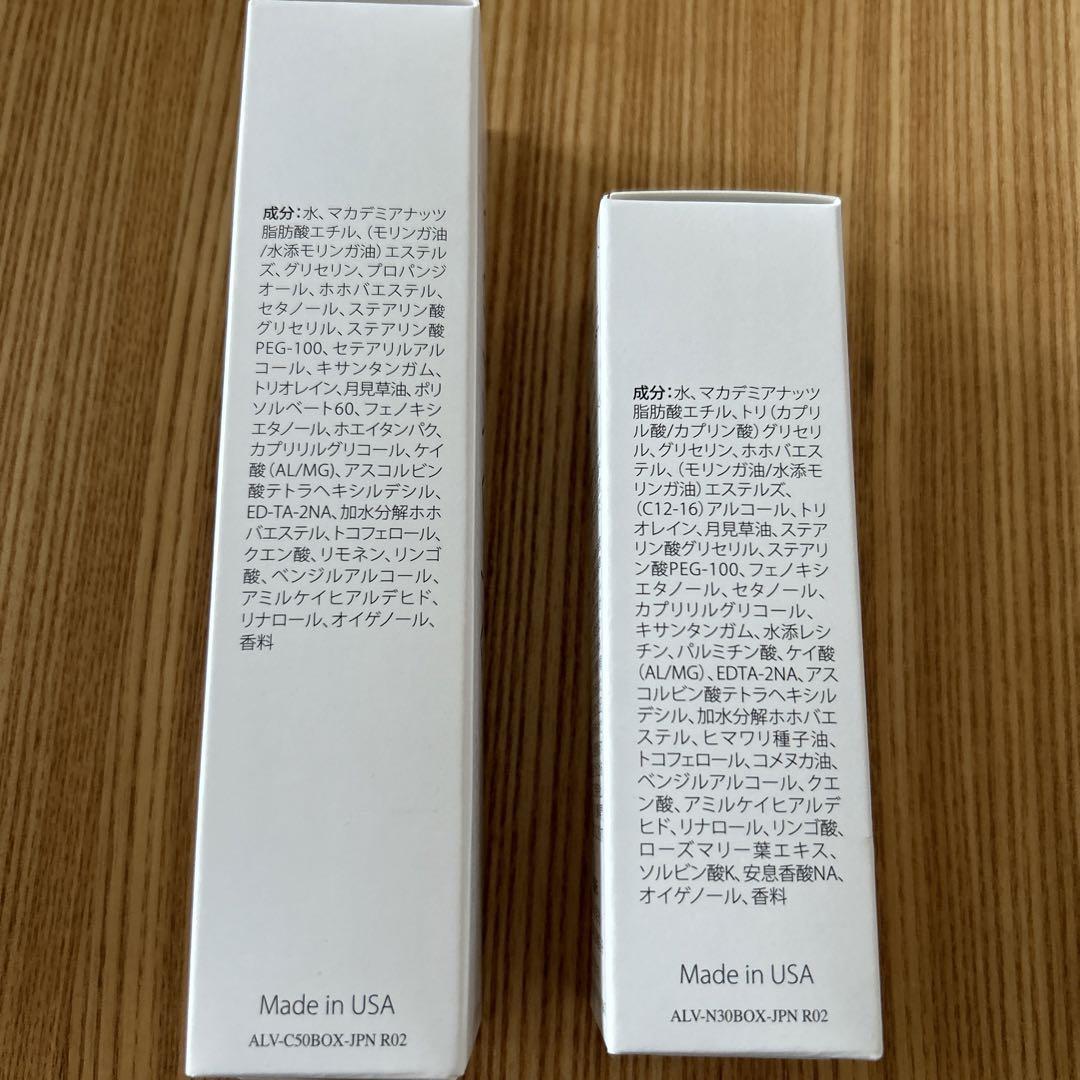 成分:水、マカデミアナッツ
脂肪酸エチル、(モリンガ油
/水添モリンガ油)エステル
ズ、グリセリン、プロパンジ
オール、ホホバエステル、
セタノール、ステアリン酸
グリセリル、ステアリン酸
PEG-100、セテアリルアル
コール、キサンタンガム、
トリオレイン、月見草油、ポリ
ソルベート60、フェノキシ
エタノール、ホエイタンパク、
カプリリルグリコール、ケイ
酸(AL/MG)、アスコルビン
酸テトラヘキシルデシル、
ED-TA-2NA、加水分解ホホ
バエステル、トコフェロール、
クエン酸、リモネン、リンゴ
酸、ベンジルアルコール、
アミルケイヒアルデヒド、
リナロール、オイゲノール、
香料
Made in USA
ALV-C50BOX-JPN R02
成分:水、マカデミアナッツ
脂肪酸エチル、トリ(カプリ
ル酸/カプリン酸)グリセリ
ル、グリセリン、ホホバエス
テル、(モリンガ油/水添モ
リンガ油)エステルズ、
(C12-16)アルコール、トリ
オレイン、月見草油、ステア
リン酸グリセリル、ステアリ
ン酸PEG-100、フェノキシ
エタノール、セタノール、
カプリリルグリコール、
キサンタンガム、水添レシ
チン、パルミチン酸、ケイ酸
(AL/MG)、EDTA-2NA、アス
コルビン酸テトラヘキシル
デシル、加水分解ホホバエ
ステル、ヒマワリ種子油、
トコフェロール、コメヌカ油、
ベンジルアルコール、クエ
ン酸、アミルケイヒアルデ
ヒド、リナロール、リンゴ酸、
ローズマリー葉エキス、
ソルビン酸K、安息香酸NA、
オイゲノール、香料
Made in USA
ALV-N30BOX-JPN R02